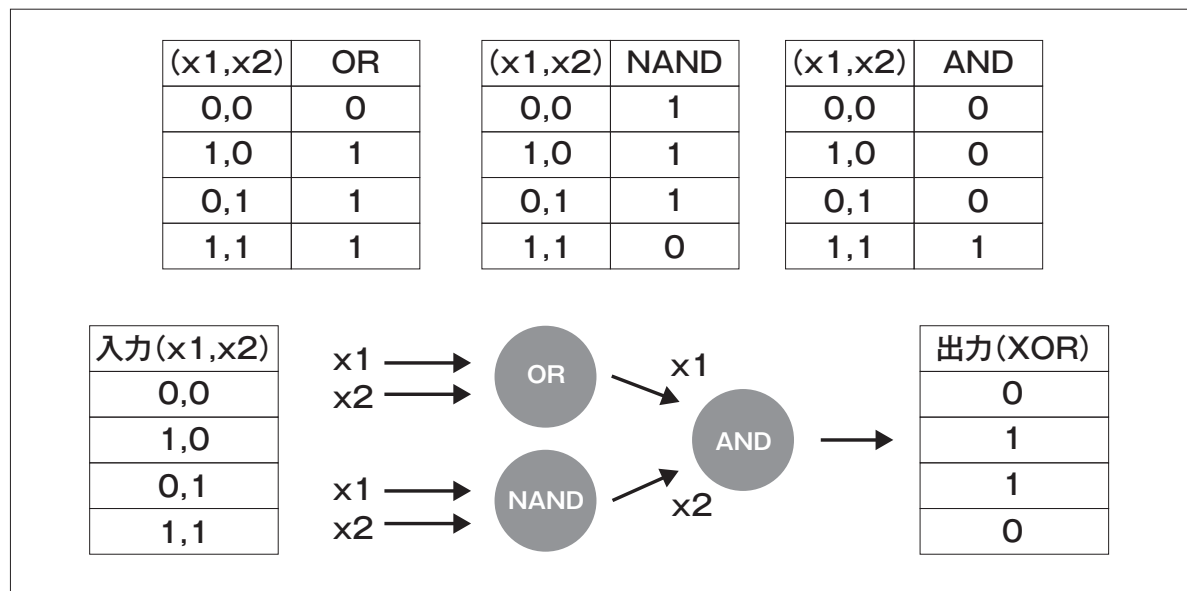 (x1,x2) OR
0,0 0
1,0 1
0,1 1
1,1 1
(x1,x2) NAND
0,0 1
1,0 1
0,1 1
1,1 0
(x1,x2) AND
0,0 0
1,0 0
0,1 0
1,1 1
入力(x1,x2)
0,0
1,0
0,1
1,1
x1
x2
OR
x1
x1
x2
NAND
x2
AND
出力(XOR)
0
1
1
0